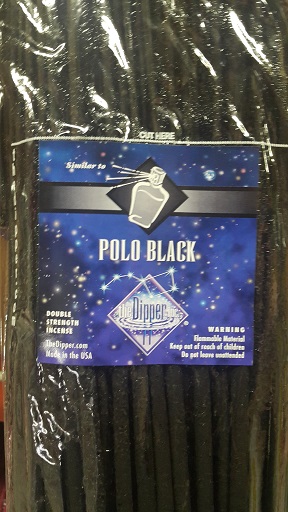 CUT HERE
Similar to
POLO BLACK
The Dipper
®
DOUBLE
STRENGTH
INCENSE
TheDipper.com
Made in the USA
WARNING
Flammable Material
Keep out of reach of children
Do not leave unattended